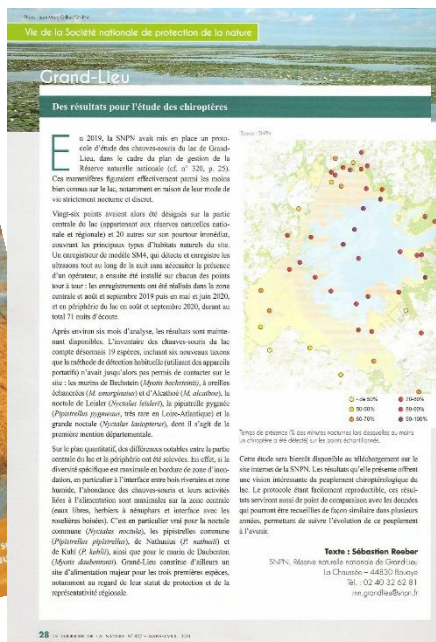 Vie de la Société nationale de protection de la nature
Grand-Lieu
Des résultats pour l'étude des chiroptères
En 2019, la SNPN avait mis en place un proto-
cole d'étude des chauves-souris du lac de Grand-
Lieu, dans le cadre du plan de gestion de la
Réserve naturelle nationale (cf. n° 320, p. 25).
Ces mammifères figuraient effectivement parmi les moins
bien connus sur le lac, notamment en raison de leur mode de
vie strictement nocturne et discret.
Vingt-six points avaient alors été désignés sur la partie
centrale du lac (appartenant aux réserves naturelles natio-
nale et régionale) et 20 autres sur son pourtour immédiat,
couvrant les principaux types d'habitats naturels du site.
Un enregistreur de modèle SM4, qui détecte et enregistre les
ultrasons tout au long de la nuit sans nécessiter la présence
d'un opérateur, a ensuite été installé sur chacun des points
tour à tour : les enregistrements ont été réalisés dans la zone
centrale en août et septembre 2019 puis en mai et juin 2020,
et en périphérie du lac en août et septembre 2020, durant au
total 71 nuits d'écoute.
Après environ six mois d'analyse, les résultats sont mainte-
nant disponibles. L'inventaire des chauves-souris du lac
compte désormais 19 espèces, incluant six nouveaux taxons
que la méthode de détection habituelle (utilisant des appareils
portatifs) n'avait jusqu'alors pas permis de contacter sur le
site : les murins de Bechstein (Myotis bechsteinii), à oreilles
échancrées (M. emarginatus) et d'Alcathoe (M. alcathoe), la
noctule de Leisler (Nyctalus leisleri), la pipistrelle pygmée
(Pipistrellus pygmaeus, très rare en Loire-Atlantique) et la
grande noctule (Nyctalus lasiopterus), dont il s'agit de la
première mention départementale.
Sur le plan quantitatif, des différences notables entre la partie
centrale du lac et la périphérie ont été relevées. En effet, si la
diversité spécifique est maximale en bordure de zone d'inon-
dation, en particulier à l'interface entre bois riverains et zone
humide, l'abondance des chauves-souris et leurs activités
liées à l'alimentation sont maximales sur la zone centrale
(eaux libres, herbiers à nénuphars et interface avec les
roselières boisées). C'est en particulier vrai pour la noctule
commune (Nyctalus noctula), les pipistrelles commune
(Pipistrellus pipistrellus), de Nathusius (P. nathusii) et
de Kuhl (P. kuhlii), ainsi que pour le murin de Daubenton
(Myotis daubentonii). Grand-Lieu constitue d'ailleurs un
site d'alimentation majeur pour les trois premières espèces,
notamment au regard de leur statut de protection et de la
représentativité régionale.
Source : SNPN
- de 50%
50-60%
60-70%
70-80%
80-90%
90-100%
Temps de présence (% des minutes nocturnes lors desquelles au moins
un chiroptère a été détecté) sur les points échantillonnés.
Cette étude sera bientôt disponible au téléchargement sur le
site internet de la SNPN. Les résultats qu'elle présente offrent
une vision intéressante du peuplement chiroptérologique du
lac. Le protocole étant facilement reproductible, ces résul-
tats serviront aussi de point de comparaison avec les données
qui pourront être recueillies de façon similaire dans plusieurs
années, permettant de suivre l'évolution de ce peuplement
à l'avenir.
Texte : Sébastien Reeber
SNPN, Réserve naturelle nationale de Grand-Lieu
La Chaussée – 44830 Bouaye
Tél. : 02 40 32 62 81
rnn.grandlieu@snpn.fr
28